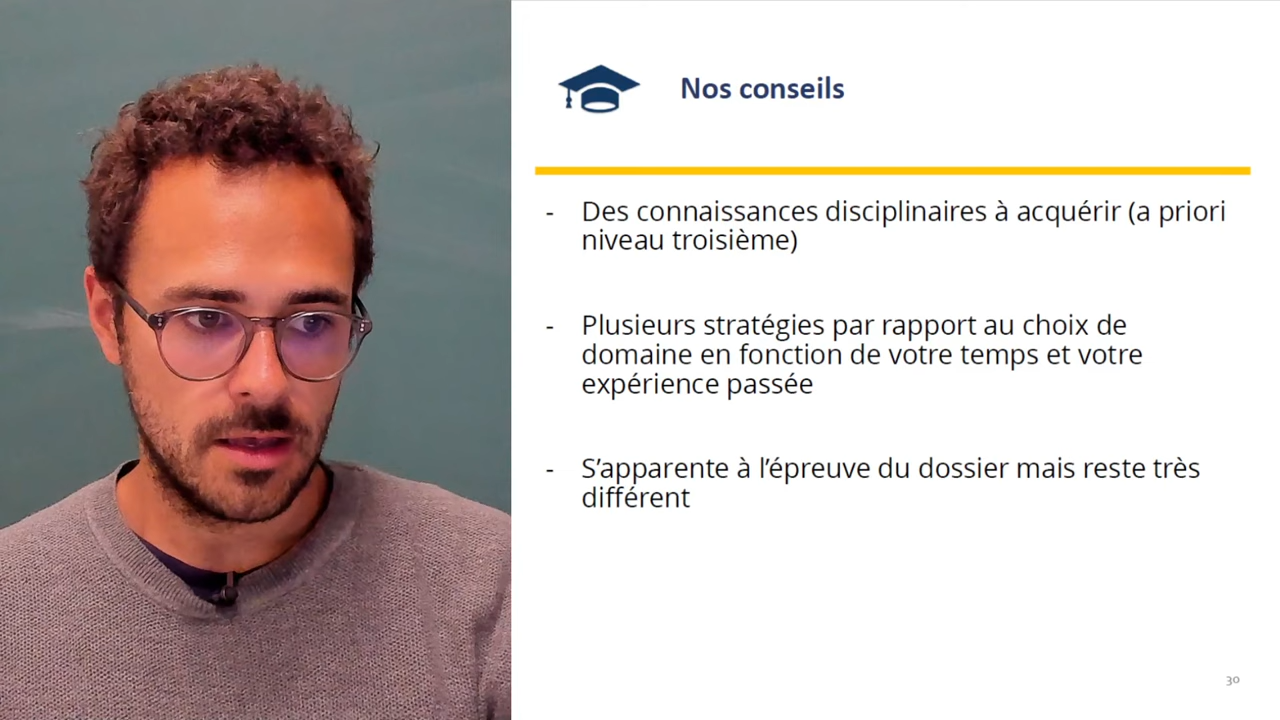 Nos conseils
- Des connaissances disciplinaires à acquérir (a priori
niveau troisième)
- Plusieurs stratégies par rapport au choix de
domaine en fonction de votre temps et votre
expérience passée
- S’apparente à l’épreuve du dossier mais reste très
différent
30